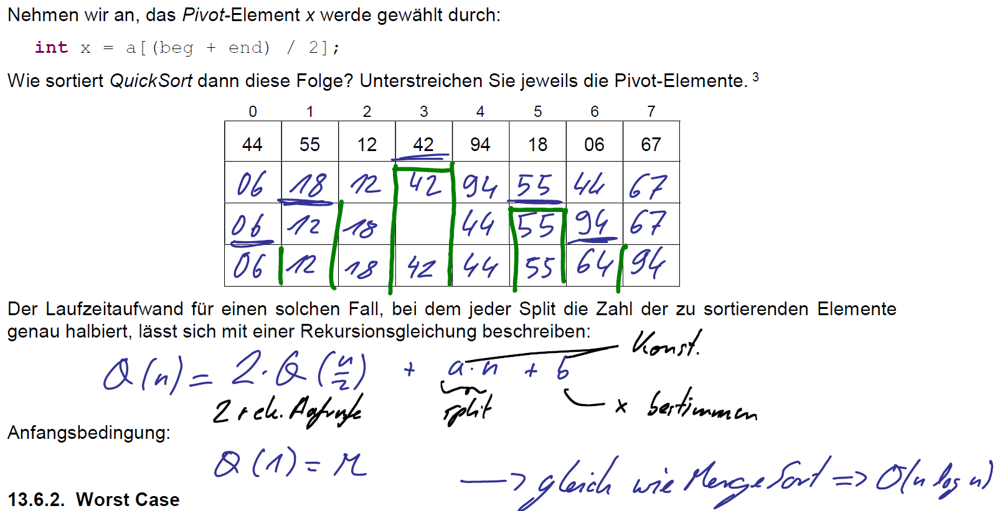 Nehmen wir an, das Pivot-Element x werde gewählt durch:
int x = a[(beg + end) / 2];
Wie sortiert QuickSort dann diese Folge? Unterstreichen Sie jeweils die Pivot-Elemente. 3
0 1 2 3 4 5 6 7
44 55 12 42 94 18 06 67
06 18 12 42 94 55 44 67
06 12 18 44 55 94 67
06 12 18 42 44 55 64 94
Der Laufzeitaufwand für einen solchen Fall, bei dem jeder Split die Zahl der zu sortierenden Elemente
genau halbiert, lässt sich mit einer Rekursionsgleichung beschreiben:
Konst.
Q(n) = 2·Q(n/2) + a·n + b
2 rek. Aufrufe split x bestimmen
Anfangsbedingung:
Q(1) =
→ gleich wie MergeSort => O(n log n)
13.6.2. Worst Case